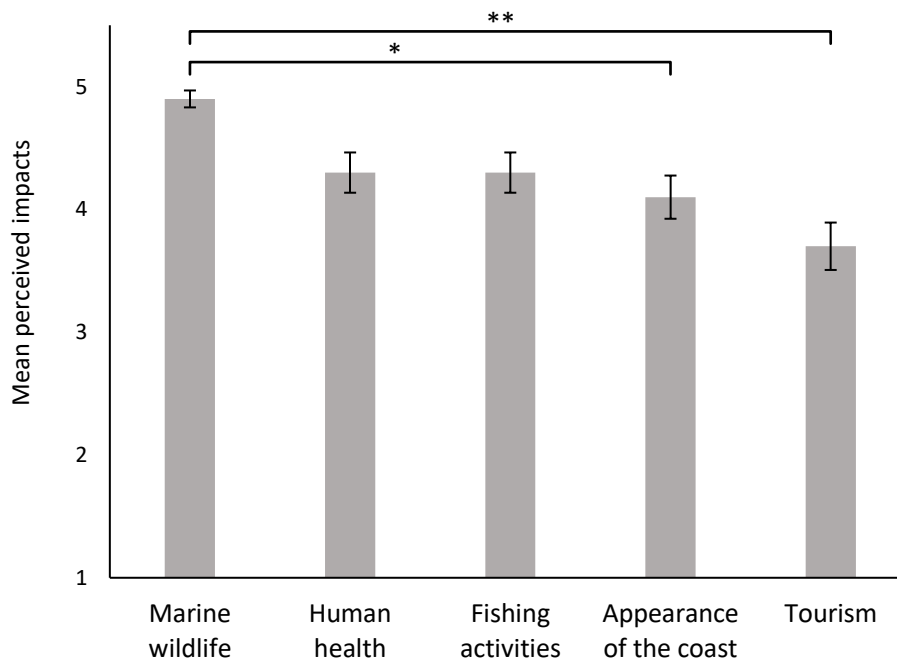 **
*
5
4
3
2
1
Mean perceived impacts
Marine
wildlife
Human
health
Fishing
activities
Appearance
of the coast
Tourism